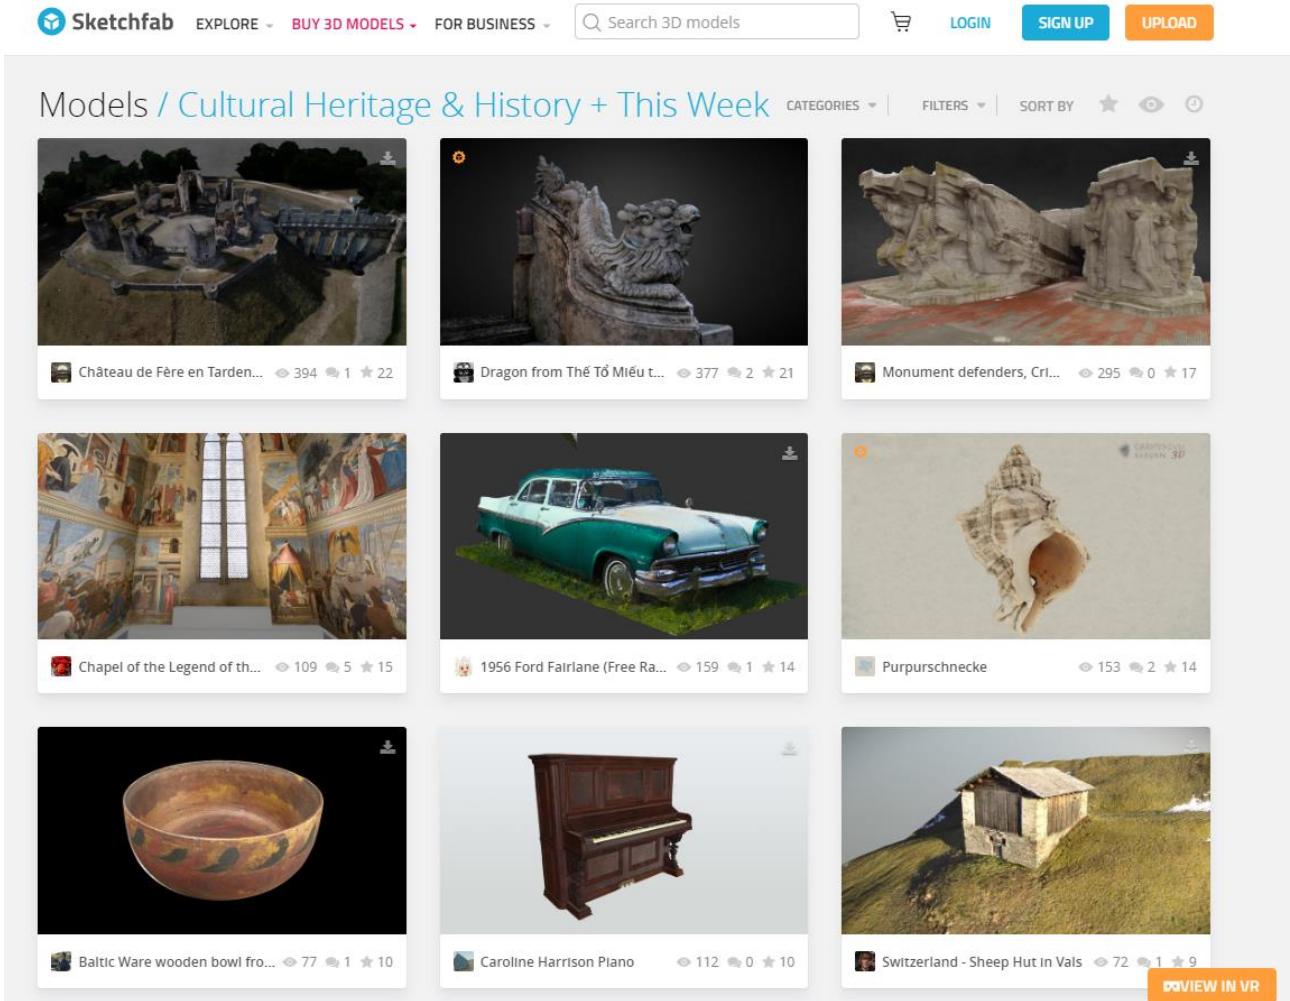 Sketchfab EXPLORE BUY 3D MODELS FOR BUSINESS Search 3D models LOGIN SIGN UP UPLOAD
Models / Cultural Heritage & History + This Week CATEGORIES FILTERS SORT BY
Château de Fère en Tarden... 394 1 22
Dragon from Thế Tổ Miếu t... 377 2 21
Monument defenders, Cri... 295 0 17
3D
Chapel of the Legend of th... 109 5 15
1956 Ford Fairlane (Free Ra... 159 1 14
Purpurschnecke 153 2 14
Baltic Ware wooden bowl fro... 77 1 10
Caroline Harrison Piano 112 0 10
Switzerland - Sheep Hut in Vals 72 1 9
VIEW IN VR